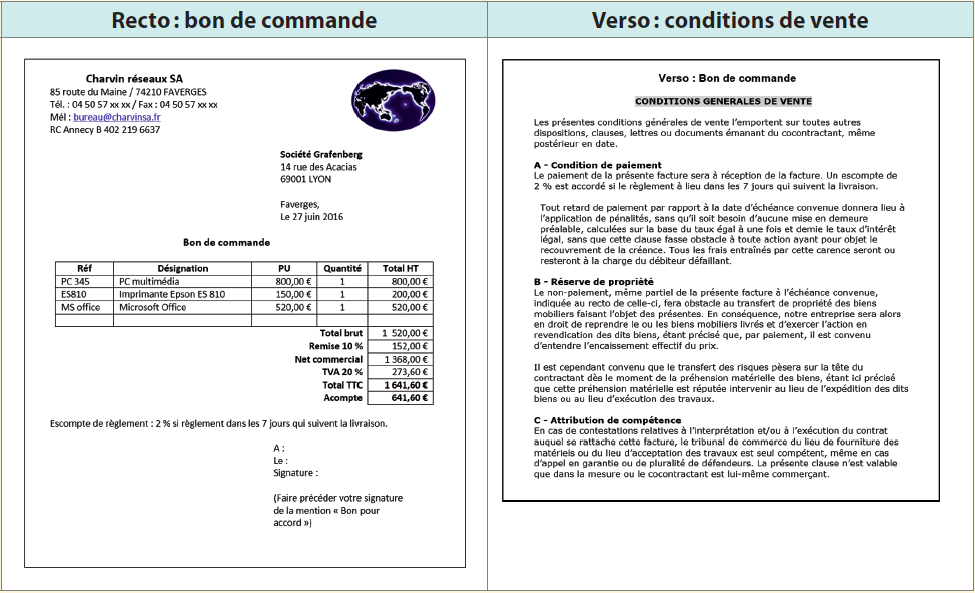 Recto : bon de commande
Charvin réseaux SA
85 route du Maine / 74210 FAVERGES
Tél. : 04 50 57 xx xx / Fax : 04 50 57 xx xx
Mél : bureau@charvinsa.fr
RC Annecy B 402 219 6637
Société Grafenberg
14 rue des Acacias
69001 LYON
Faverges,
Le 27 juin 2016
Bon de commande
Réf Désignation PU Quantité Total HT
PC 345 PC multimédia 800,00 € 1 800,00 €
ES810 Imprimante Epson ES 810 150,00 € 1 200,00 €
MS office Microsoft Office 520,00 € 1 520,00 €
Total brut 1 520,00 €
Remise 10 % 152,00 €
Net commercial 1 368,00 €
TVA 20 % 273,60 €
Total TTC 1 641,60 €
Acompte 641,60 €
Escompte de règlement : 2 % si règlement dans les 7 jours qui suivent la livraison.
A :
Le :
Signature :
(Faire précéder votre signature
de la mention « Bon pour
accord »)
Verso : conditions de vente
Verso : Bon de commande
CONDITIONS GENERALES DE VENTE
Les présentes conditions générales de vente l'emportent sur toutes autres
dispositions, clauses, lettres ou documents émanant du cocontractant, même
postérieur en date.
A - Condition de paiement
Le paiement de la présente facture sera à réception de la facture. Un escompte de
2 % est accordé si le règlement à lieu dans les 7 jours qui suivent la livraison.
Tout retard de paiement par rapport à la date d'échéance convenue donnera lieu à
l'application de pénalités, sans qu'il soit besoin d'aucune mise en demeure
préalable, calculées sur la base du taux égal à une fois et demie le taux d'intérêt
légal, sans que cette clause fasse obstacle à toute action ayant pour objet le
recouvrement de la créance. Tous les frais entraînés par cette carence seront ou
resteront à la charge du débiteur défaillant.
B - Réserve de propriété
Le non-paiement, même partiel de la présente facture à l'échéance convenue,
indiquée au recto de celle-ci, fera obstacle au transfert de propriété des biens
mobiliers faisant l'objet des présentes. En conséquence, notre entreprise sera alors
en droit de reprendre le ou les biens mobiliers livrés et d'exercer l'action en
revendication des dits biens, étant précisé que, par paiement, il est convenu
d'entendre l'encaissement effectif du prix.
Il est cependant convenu que le transfert des risques pèsera sur la tête du
contractant dès le moment de la préhension matérielle des biens, étant ici précisé
que cette préhension matérielle est réputée intervenir au lieu de l'expédition des dits
biens ou au lieu d'exécution des travaux.
C - Attribution de compétence
En cas de contestations relatives à l'interprétation et/ou à l'exécution du contrat
auquel se rattache cette facture, le tribunal de commerce du lieu de fourniture des
matériels ou du lieu d'acceptation des travaux est seul compétent, même en cas
d'appel en garantie ou de pluralité de défendeurs. La présente clause n'est valable
que dans la mesure ou le cocontractant est lui-même commerçant.